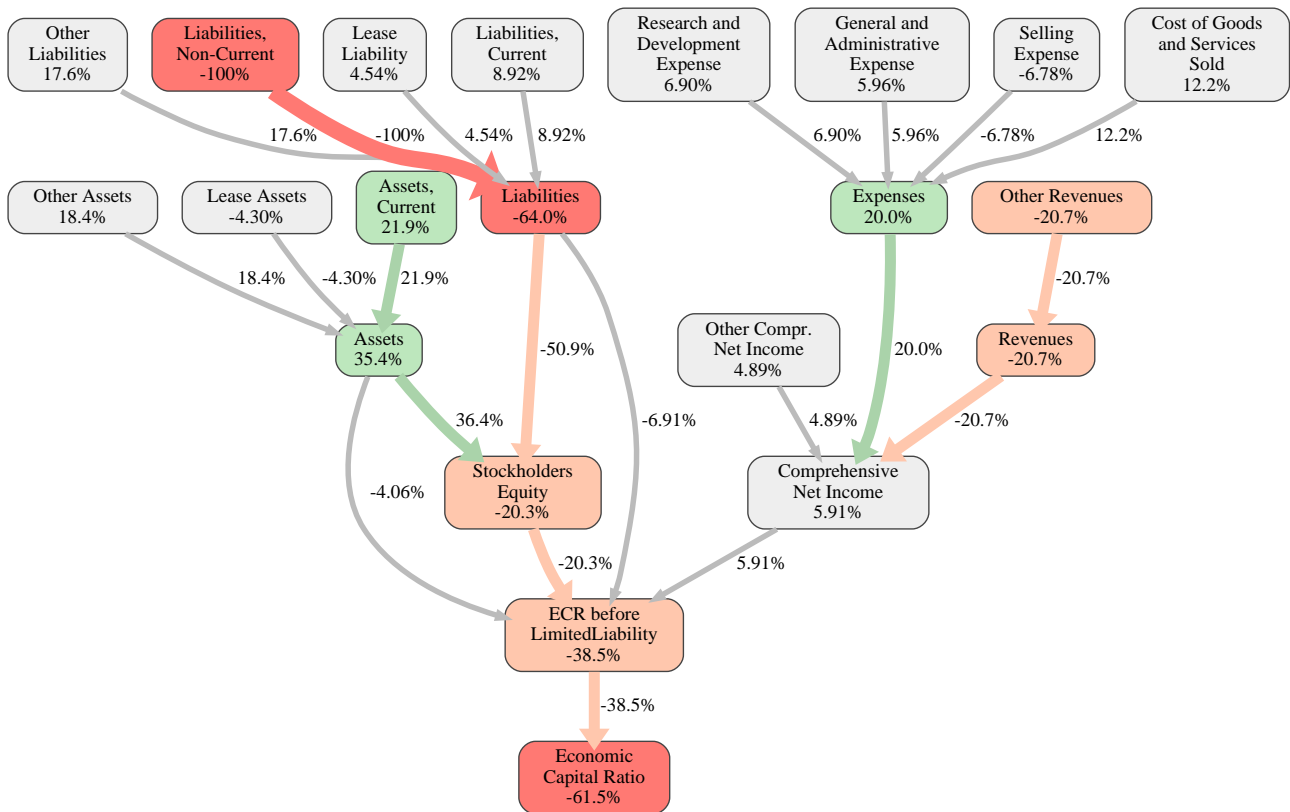 Other
Liabilities
17.6%
Liabilities,
Non-Current
-100%
Lease
Liability
4.54%
Liabilities,
Current
8.92%
Research and
Development
Expense
6.90%
General and
Administrative
Expense
5.96%
Selling
Expense
-6.78%
Cost of Goods
and Services
Sold
12.2%
17.6%
-100%
4.54%
8.92%
6.90%
5.96%
-6.78%
12.2%
Other Assets
18.4%
Lease Assets
-4.30%
Assets,
Current
21.9%
Liabilities
-64.0%
Expenses
20.0%
Other Revenues
-20.7%
18.4%
-4.30%
21.9%
-20.7%
Assets
35.4%
-50.9%
Other Compr.
Net Income
4.89%
20.0%
Revenues
-20.7%
36.4%
-6.91%
4.89%
-20.7%
-4.06%
Stockholders
Equity
-20.3%
Comprehensive
Net Income
5.91%
-20.3%
5.91%
ECR before
LimitedLiability
-38.5%
-38.5%
Economic
Capital Ratio
-61.5%